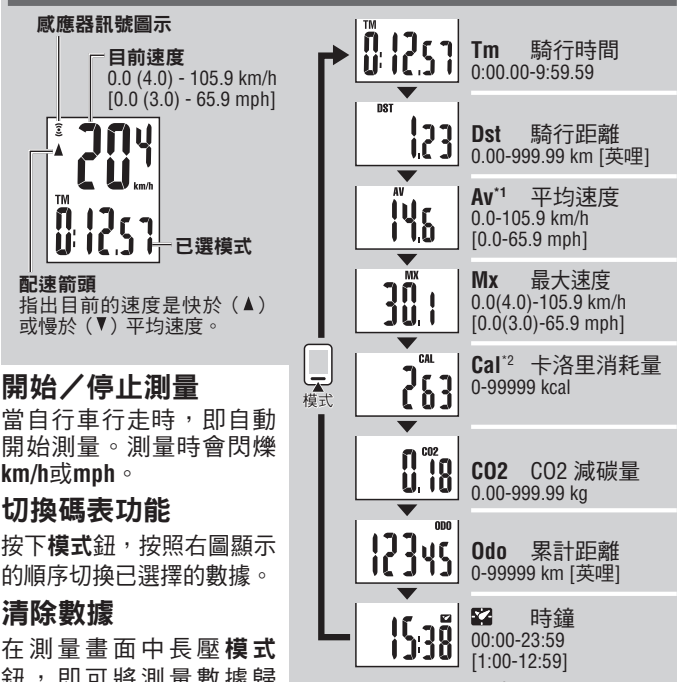 感應器訊號圖示
目前速度
0.0 (4.0) - 105.9 km/h
[0.0 (3.0) - 65.9 mph]
20.4
km/h
TM
0:12.57
已選模式
配速箭頭
指出目前的速度是快於（▲）
或慢於（▼）平均速度。
開始／停止測量
當自行車行走時，即自動
開始測量。測量時會閃爍
km/h或mph。
切換碼表功能
按下模式鈕，按照右圖顯示
的順序切換已選擇的數據。
清除數據
在測量畫面中長壓模式
鈕，即可將測量數據歸
模式
TM
0:12.57
Tm 騎行時間
0:00.00-9:59.59
DST
1.23
Dst 騎行距離
0.00-999.99 km [英哩]
AV
14.6
Av*1 平均速度
0.0-105.9 km/h
[0.0-65.9 mph]
MX
30.1
Mx 最大速度
0.0(4.0)-105.9 km/h
[0.0(3.0)-65.9 mph]
CAL
263
Cal*2 卡洛里消耗量
0-99999 kcal
CO2
0.18
CO2 CO2 減碳量
0.00-999.99 kg
ODO
12345
Odo 累計距離
0-99999 km [英哩]
15:38
時鐘
00:00-23:59
[1:00-12:59]